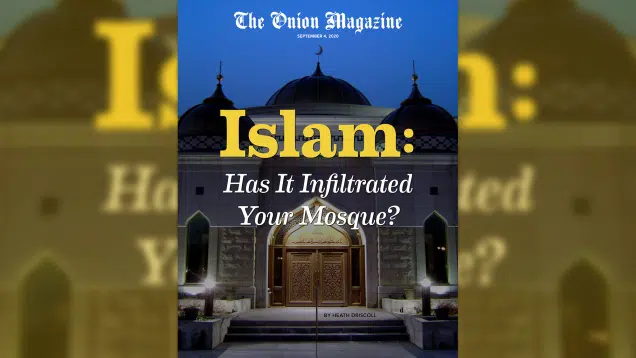 The Onion Magazine
SEPTEMBER 4, 2020
Islam:
Has It Infiltrated
Your Mosque?
BY HEATH DRISCOLL